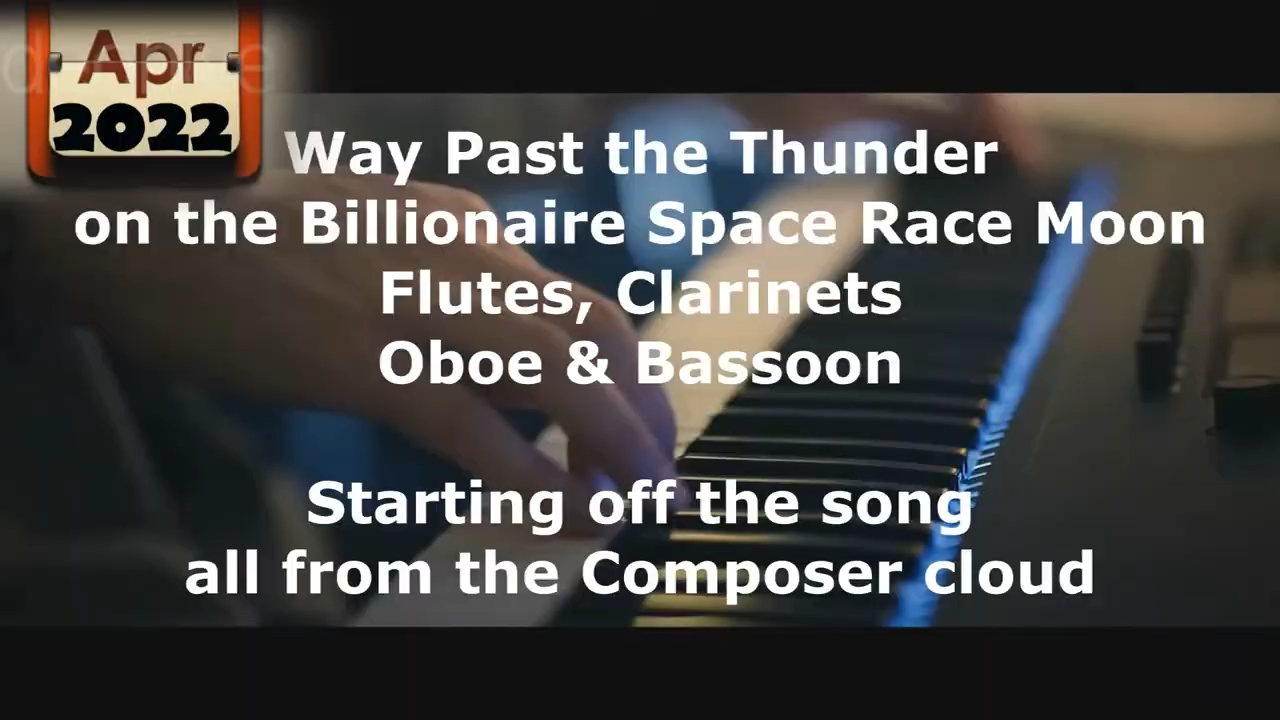 Apr
2022
Way Past the Thunder
on the Billionaire Space Race Moon
Flutes, Clarinets
Oboe & Bassoon
Starting off the song
all from the Composer cloud